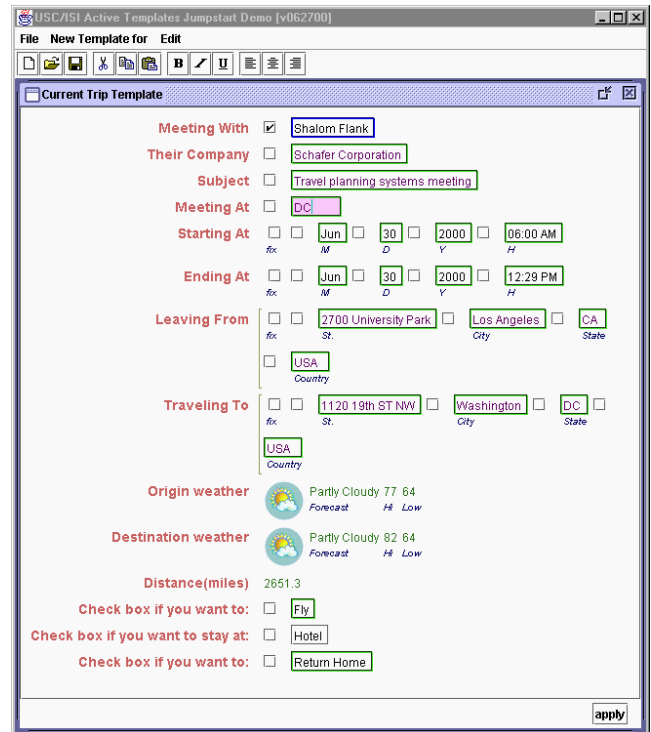 USC/ISI Active Templates Jumpstart Demo [v062700]
File New Template for Edit
B I U
Current Trip Template
Meeting With Shalom Flank
Their Company Schafer Corporation
Subject Travel planning systems meeting
Meeting At DC
Starting At Jun 30 2000 06:00 AM
fix M D Y H
Ending At Jun 30 2000 12:29 PM
fix M D Y H
Leaving From 2700 University Park Los Angeles CA
fix St. City State
USA
Country
Traveling To 1120 19th ST NW Washington DC
fix St. City State
USA
Country
Origin weather Partly Cloudy 77 64
Forecast Hi Low
Destination weather Partly Cloudy 82 64
Forecast Hi Low
Distance(miles) 2651.3
Check box if you want to: Fly
Check box if you want to stay at: Hotel
Check box if you want to: Return Home
apply